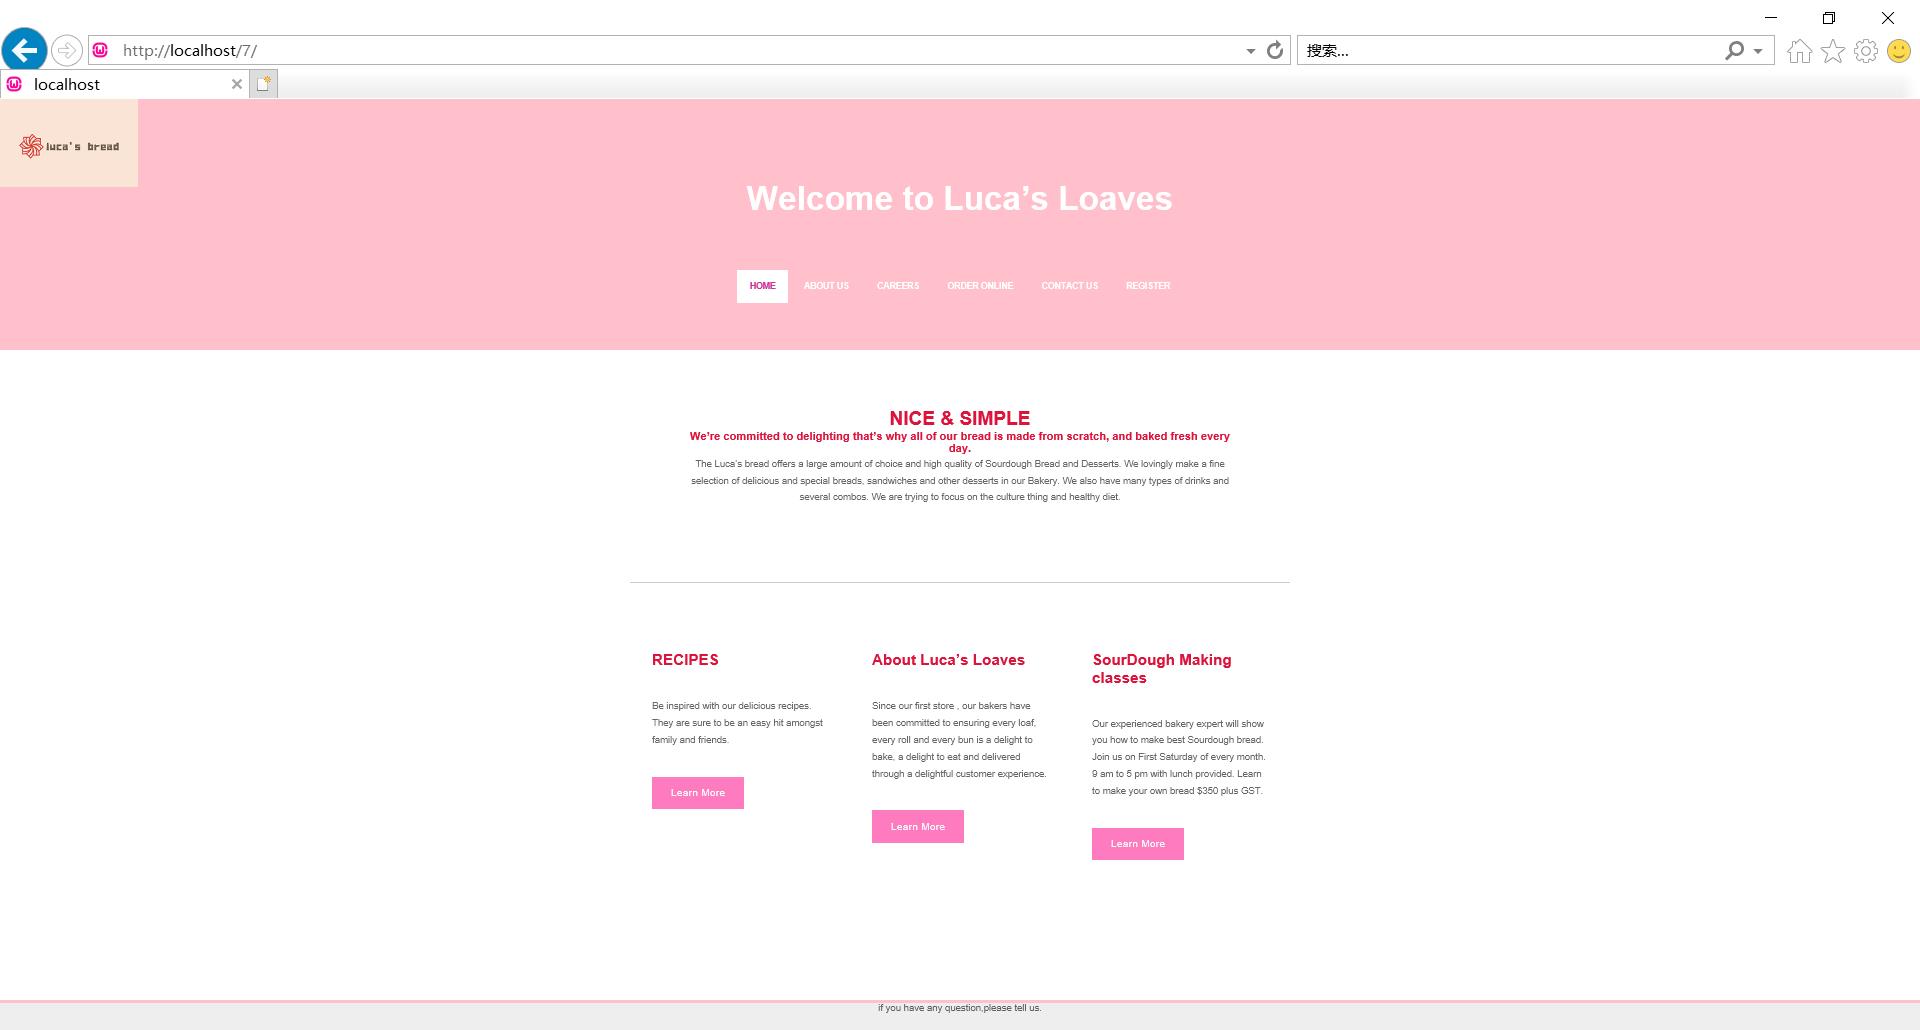 http://localhost/7/
搜索...
localhost
luca's bread
Welcome to Luca’s Loaves
HOME ABOUT US CAREERS ORDER ONLINE CONTACT US REGISTER
NICE & SIMPLE
We’re committed to delighting that’s why all of our bread is made from scratch, and baked fresh every
day.
The Luca’s bread offers a large amount of choice and high quality of Sourdough Bread and Desserts. We lovingly make a fine
selection of delicious and special breads, sandwiches and other desserts in our Bakery. We also have many types of drinks and
several combos. We are trying to focus on the culture thing and healthy diet.
RECIPES
Be inspired with our delicious recipes.
They are sure to be an easy hit amongst
family and friends.
Learn More
About Luca’s Loaves
Since our first store , our bakers have
been committed to ensuring every loaf,
every roll and every bun is a delight to
bake, a delight to eat and delivered
through a delightful customer experience.
Learn More
SourDough Making
classes
Our experienced bakery expert will show
you how to make best Sourdough bread.
Join us on First Saturday of every month.
9 am to 5 pm with lunch provided. Learn
to make your own bread $350 plus GST.
Learn More
if you have any question,please tell us.